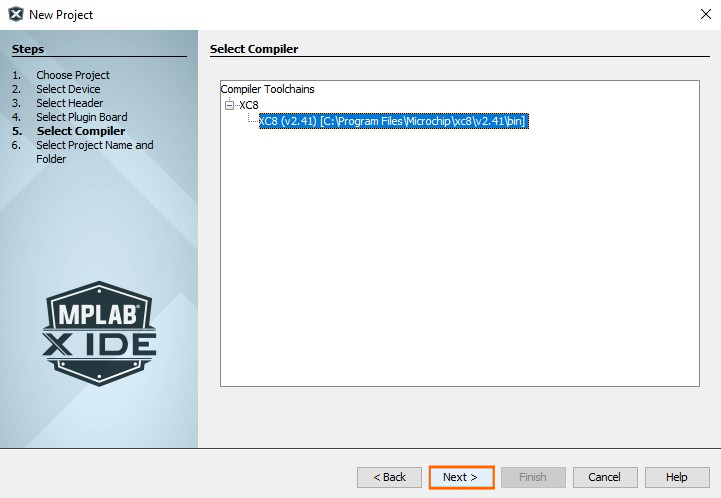 New Project
Steps
1. Choose Project
2. Select Device
3. Select Header
4. Select Plugin Board
5. Select Compiler
6. Select Project Name and
Folder
MPLAB
X IDE
Select Compiler
Compiler Toolchains
XC8
XC8 (v2.41) [C:\Program Files\Microchip\xc8\v2.41\bin]
< Back
Next >
Finish
Cancel
Help